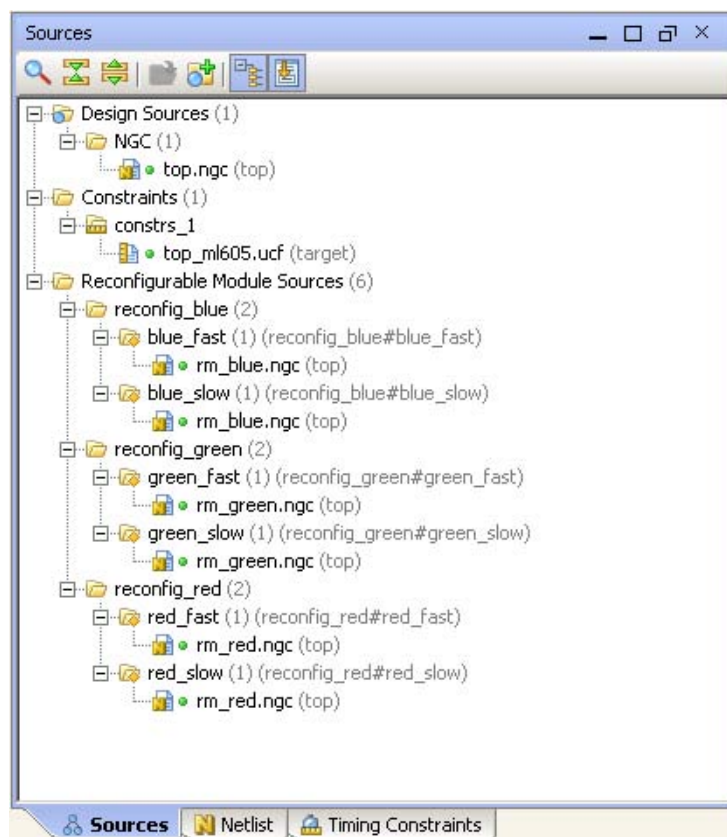 Sources
Design Sources (1)
NGC (1)
top.ngc (top)
Constraints (1)
constrs_1
top_ml605.ucf (target)
Reconfigurable Module Sources (6)
reconfig_blue (2)
blue_fast (1) (reconfig_blue#blue_fast)
rm_blue.ngc (top)
blue_slow (1) (reconfig_blue#blue_slow)
rm_blue.ngc (top)
reconfig_green (2)
green_fast (1) (reconfig_green#green_fast)
rm_green.ngc (top)
green_slow (1) (reconfig_green#green_slow)
rm_green.ngc (top)
reconfig_red (2)
red_fast (1) (reconfig_red#red_fast)
rm_red.ngc (top)
red_slow (1) (reconfig_red#red_slow)
rm_red.ngc (top)
Sources Netlist Timing Constraints